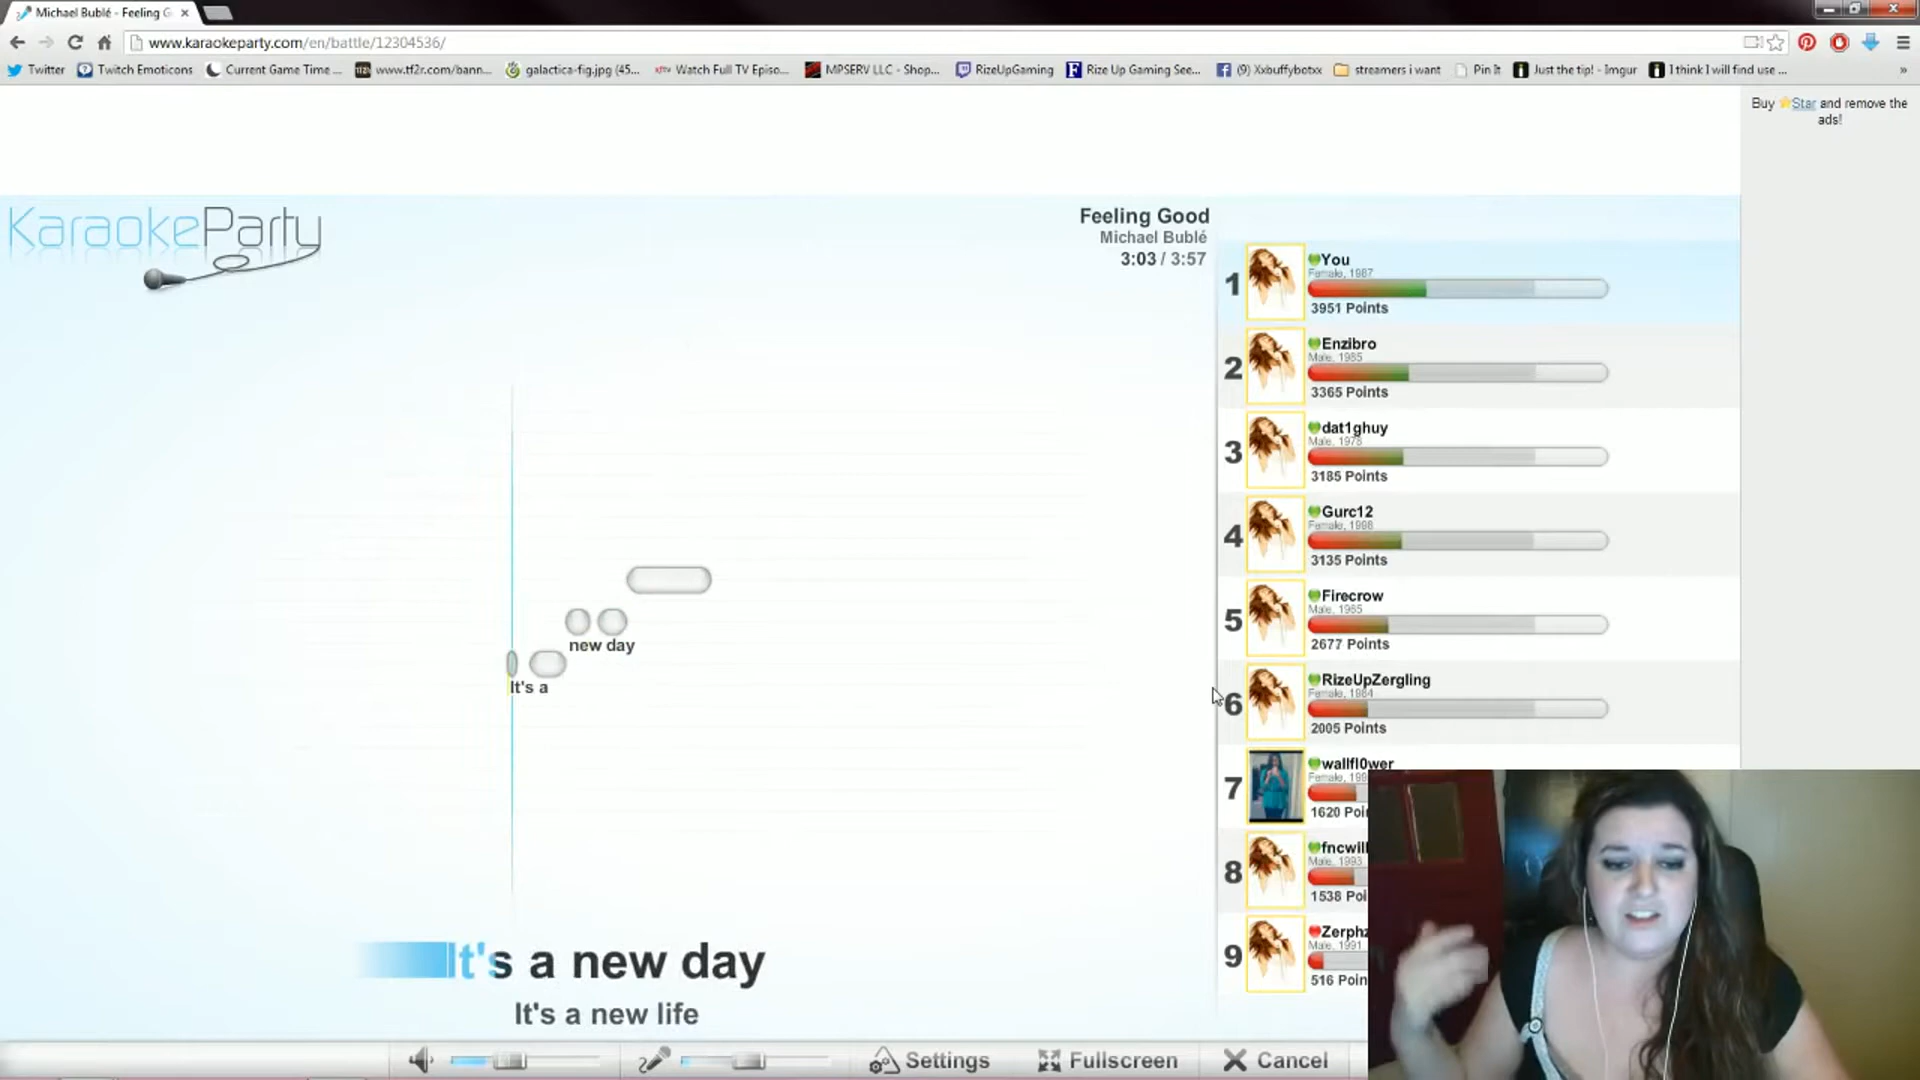 Michael Bublé - Feeling G
www.karaokeparty.com/en/battle/12304536/
Twitter
Twitch Emoticons
Current Game Time ...
www.tf2r.com/bann...
galactica-fig.jpg (45...
Watch Full TV Episo...
MPSERV LLC - Shop...
RizeUpGaming
Rize Up Gaming See...
(9) Xxbuffybotxx
streamers i want
Pin It
Just the tip! - Imgur
I think I will find use ...
»
Buy Star and remove the
ads!
KaraokeParty
Feeling Good
Michael Bublé
3:03 / 3:57
1
You
Female, 1987
3951 Points
2
Enzibro
Male, 1985
3365 Points
3
dat1ghuy
Male, 1978
3185 Points
4
Gurc12
Female, 1998
3135 Points
5
Firecrow
Male, 1965
2677 Points
6
RizeUpZergling
Female, 1984
2005 Points
7
wallfl0wer
Female, 199
1620 Poi
8
fncwill
Male, 1993
1538 Poi
9
Zerphz
Male, 1991
516 Poin
new day
It's a
It's a new day
It's a new life
Settings
Fullscreen
Cancel